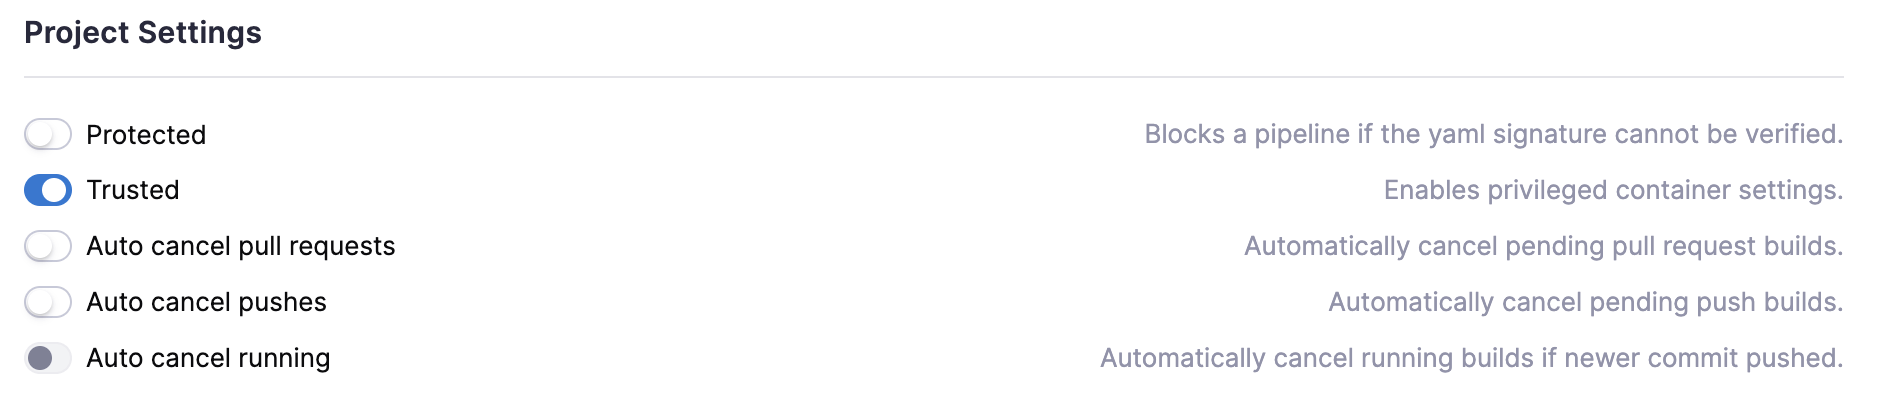 Project Settings
Protected Blocks a pipeline if the yaml signature cannot be verified.
Trusted Enables privileged container settings.
Auto cancel pull requests Automatically cancel pending pull request builds.
Auto cancel pushes Automatically cancel pending push builds.
Auto cancel running Automatically cancel running builds if newer commit pushed.